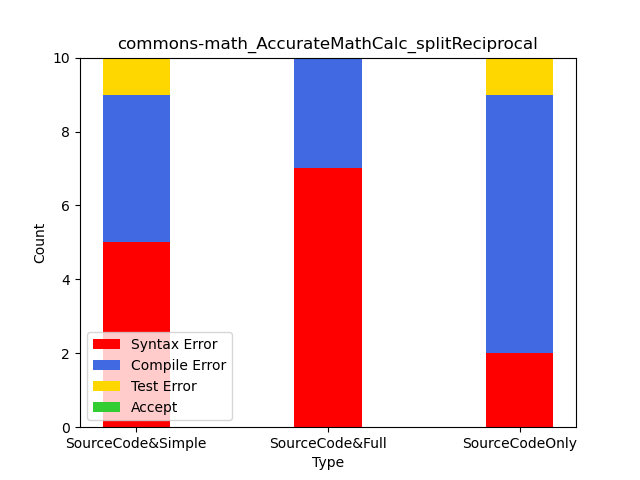 commons-math_AccurateMathCalc_splitReciprocal
10
8
6
4
2
0
Count
Syntax Error
Compile Error
Test Error
Accept
SourceCode&Simple
SourceCode&Full
SourceCodeOnly
Type